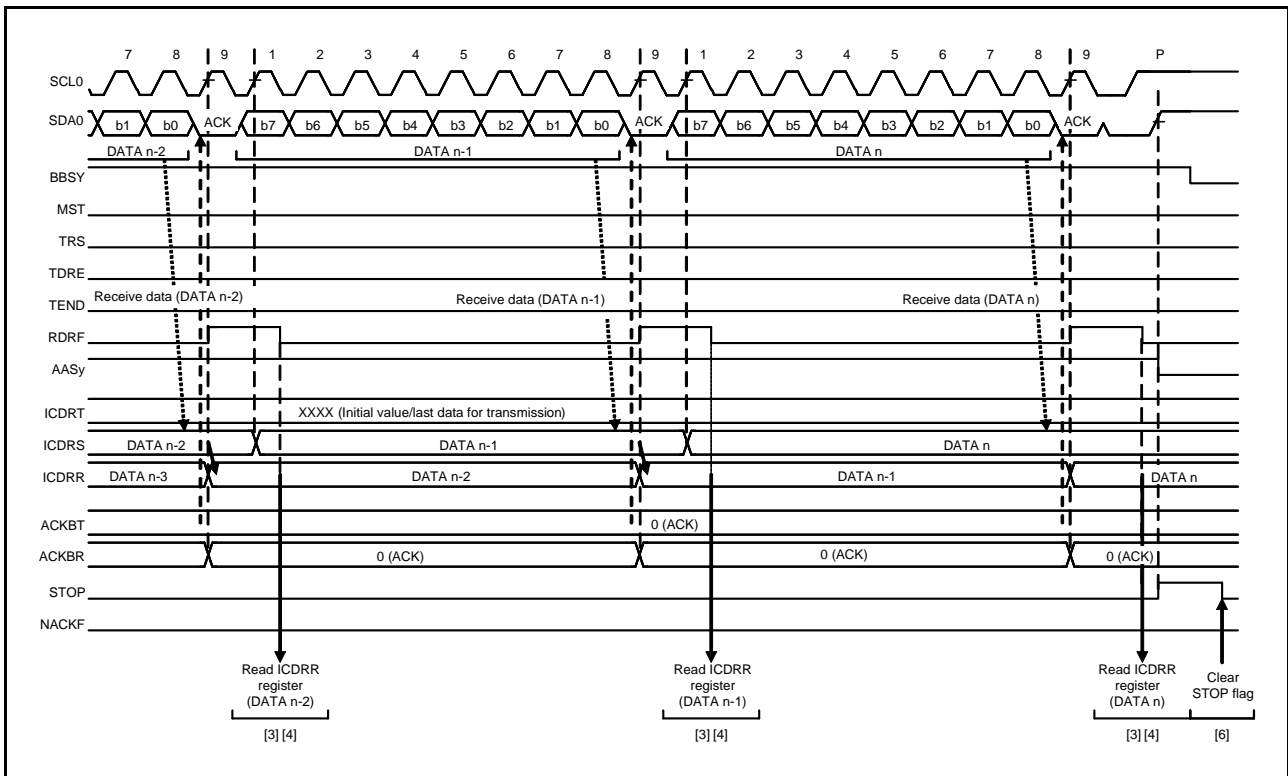 7 8 9 1 2 3 4 5 6 7 8 9 1 2 3 4 5 6 7 8 9 P
SCL0
SDA0 b1 b0 ACK b7 b6 b5 b4 b3 b2 b1 b0 ACK b7 b6 b5 b4 b3 b2 b1 b0 ACK
DATA n-2 DATA n-1 DATA n
BBSY
MST
TRS
TDRE
TEND
Receive data (DATA n-2) Receive data (DATA n-1) Receive data (DATA n)
RDRF
AASy
ICDRT XXXX (Initial value/last data for transmission)
ICDRS DATA n-2 DATA n-1 DATA n
ICDRR DATA n-3 DATA n-2 DATA n-1 DATA n
ACKBT 0 (ACK)
ACKBR 0 (ACK) 0 (ACK) 0 (ACK)
STOP
NACKF
Read ICDRR
register
(DATA n-2)
[3] [4]
Read ICDRR
register
(DATA n-1)
[3] [4]
Read ICDRR
register
(DATA n)
[3] [4]
Clear
STOP flag
[6]